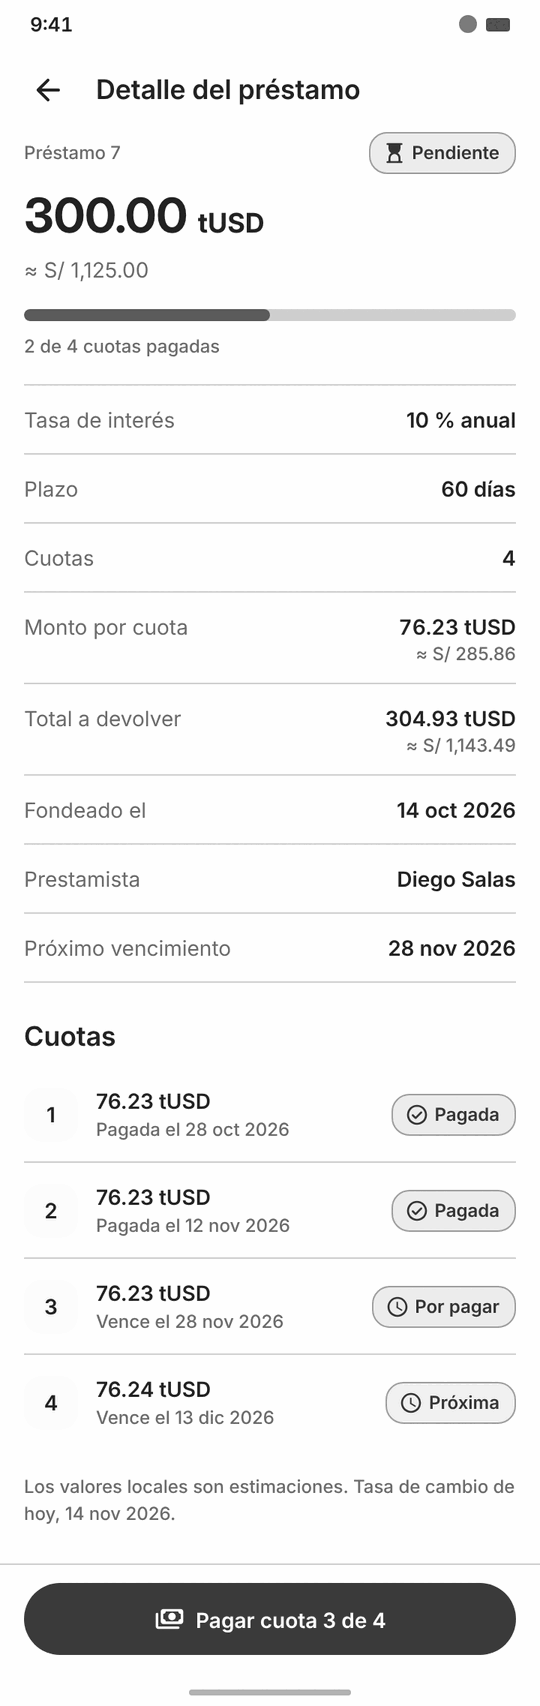 9:41
Detalle del préstamo
Préstamo 7
Pendiente
300.00 tUSD
≈ S/ 1,125.00
2 de 4 cuotas pagadas
Tasa de interés 10 % anual
Plazo 60 días
Cuotas 4
Monto por cuota 76.23 tUSD
≈ S/ 285.86
Total a devolver 304.93 tUSD
≈ S/ 1,143.49
Fondeado el 14 oct 2026
Prestamista Diego Salas
Próximo vencimiento 28 nov 2026
Cuotas
1 76.23 tUSD Pagada
Pagada el 28 oct 2026
2 76.23 tUSD Pagada
Pagada el 12 nov 2026
3 76.23 tUSD Por pagar
Vence el 28 nov 2026
4 76.24 tUSD Próxima
Vence el 13 dic 2026
Los valores locales son estimaciones. Tasa de cambio de
hoy, 14 nov 2026.
Pagar cuota 3 de 4